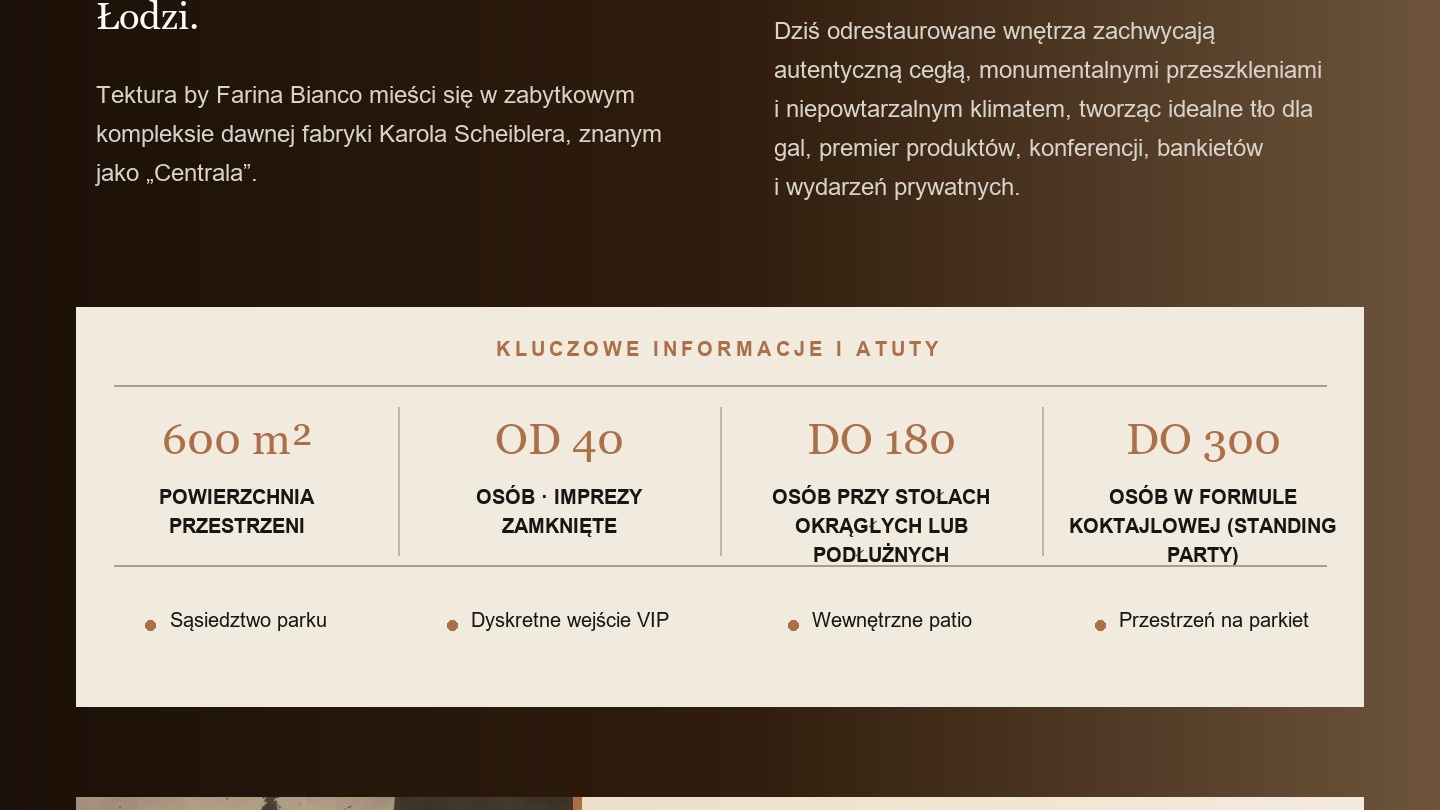 Łodzi.
Tektura by Farina Bianco mieści się w zabytkowym
kompleksie dawnej fabryki Karola Scheiblera, znanym
jako „Centrala”.
Dziś odrestaurowane wnętrza zachwycają
autentyczną cegłą, monumentalnymi przeszkleniami
i niepowtarzalnym klimatem, tworząc idealne tło dla
gal, premier produktów, konferencji, bankietów
i wydarzeń prywatnych.
KLUCZOWE INFORMACJE I ATUTY
600 m²
POWIERZCHNIA
PRZESTRZENI
OD 40
OSÓB · IMPREZY
ZAMKNIĘTE
DO 180
OSÓB PRZY STOŁACH
OKRĄGŁYCH LUB
PODŁUŻNYCH
DO 300
OSÓB W FORMULE
KOKTAJLOWEJ (STANDING
PARTY)
Sąsiedztwo parku
Dyskretne wejście VIP
Wewnętrzne patio
Przestrzeń na parkiet